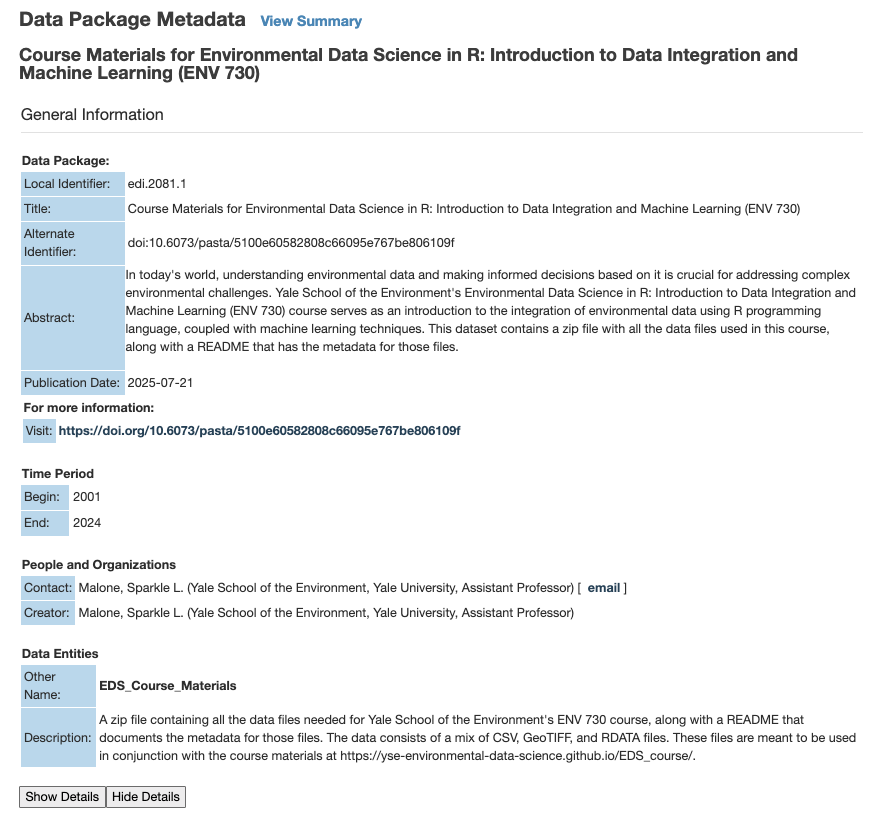 Data Package Metadata View Summary
Course Materials for Environmental Data Science in R: Introduction to Data Integration and
Machine Learning (ENV 730)
General Information
Data Package:
Local Identifier: edi.2081.1
Title: Course Materials for Environmental Data Science in R: Introduction to Data Integration and Machine Learning (ENV 730)
Alternate
Identifier: doi:10.6073/pasta/5100e60582808c66095e767be806109f
Abstract:
In today's world, understanding environmental data and making informed decisions based on it is crucial for addressing complex
environmental challenges. Yale School of the Environment's Environmental Data Science in R: Introduction to Data Integration and
Machine Learning (ENV 730) course serves as an introduction to the integration of environmental data using R programming
language, coupled with machine learning techniques. This dataset contains a zip file with all the data files used in this course,
along with a README that has the metadata for those files.
Publication Date: 2025-07-21
For more information:
Visit: https://doi.org/10.6073/pasta/5100e60582808c66095e767be806109f
Time Period
Begin: 2001
End: 2024
People and Organizations
Contact: Malone, Sparkle L. (Yale School of the Environment, Yale University, Assistant Professor) [ email ]
Creator: Malone, Sparkle L. (Yale School of the Environment, Yale University, Assistant Professor)
Data Entities
Other
Name: EDS_Course_Materials
Description:
A zip file containing all the data files needed for Yale School of the Environment's ENV 730 course, along with a README that
documents the metadata for those files. The data consists of a mix of CSV, GeoTIFF, and RDATA files. These files are meant to be used
in conjunction with the course materials at https://yse-environmental-data-science.github.io/EDS_course/.
Show Details Hide Details